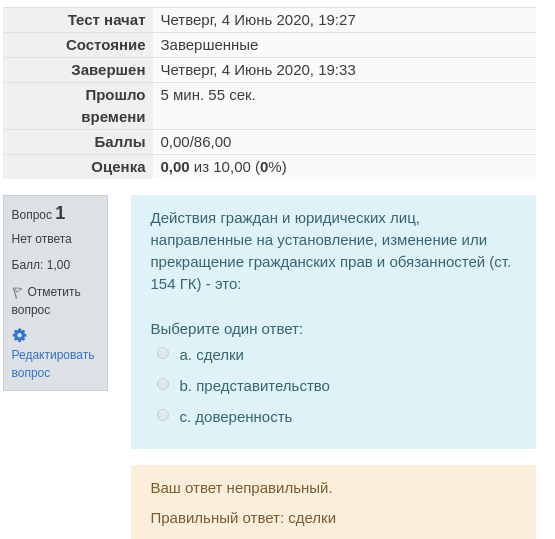 Тест начат Четверг, 4 Июнь 2020, 19:27
Состояние Завершенные
Завершен Четверг, 4 Июнь 2020, 19:33
Прошло времени 5 мин. 55 сек.
Баллы 0,00/86,00
Оценка 0,00 из 10,00 (0%)
Вопрос 1
Нет ответа
Балл: 1,00
Отметить
вопрос
Редактировать
вопрос
Действия граждан и юридических лиц,
направленные на установление, изменение или
прекращение гражданских прав и обязанностей (ст.
154 ГК) - это:
Выберите один ответ:
a. сделки
b. представительство
c. доверенность
Ваш ответ неправильный.
Правильный ответ: сделки